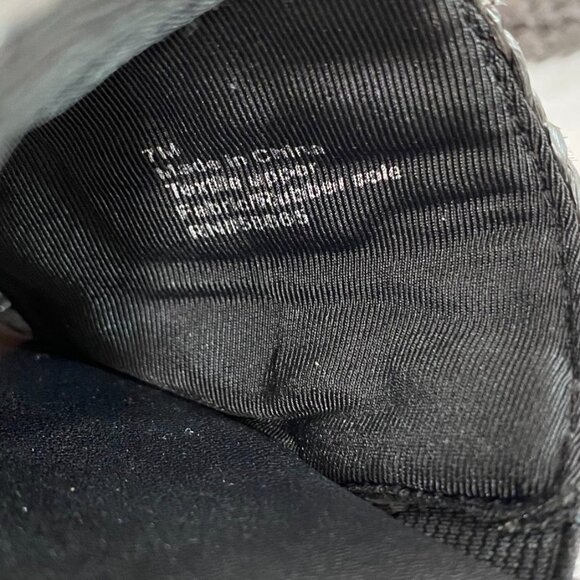 7M
Made in China
Textile upper
Fabric/Rubber sole